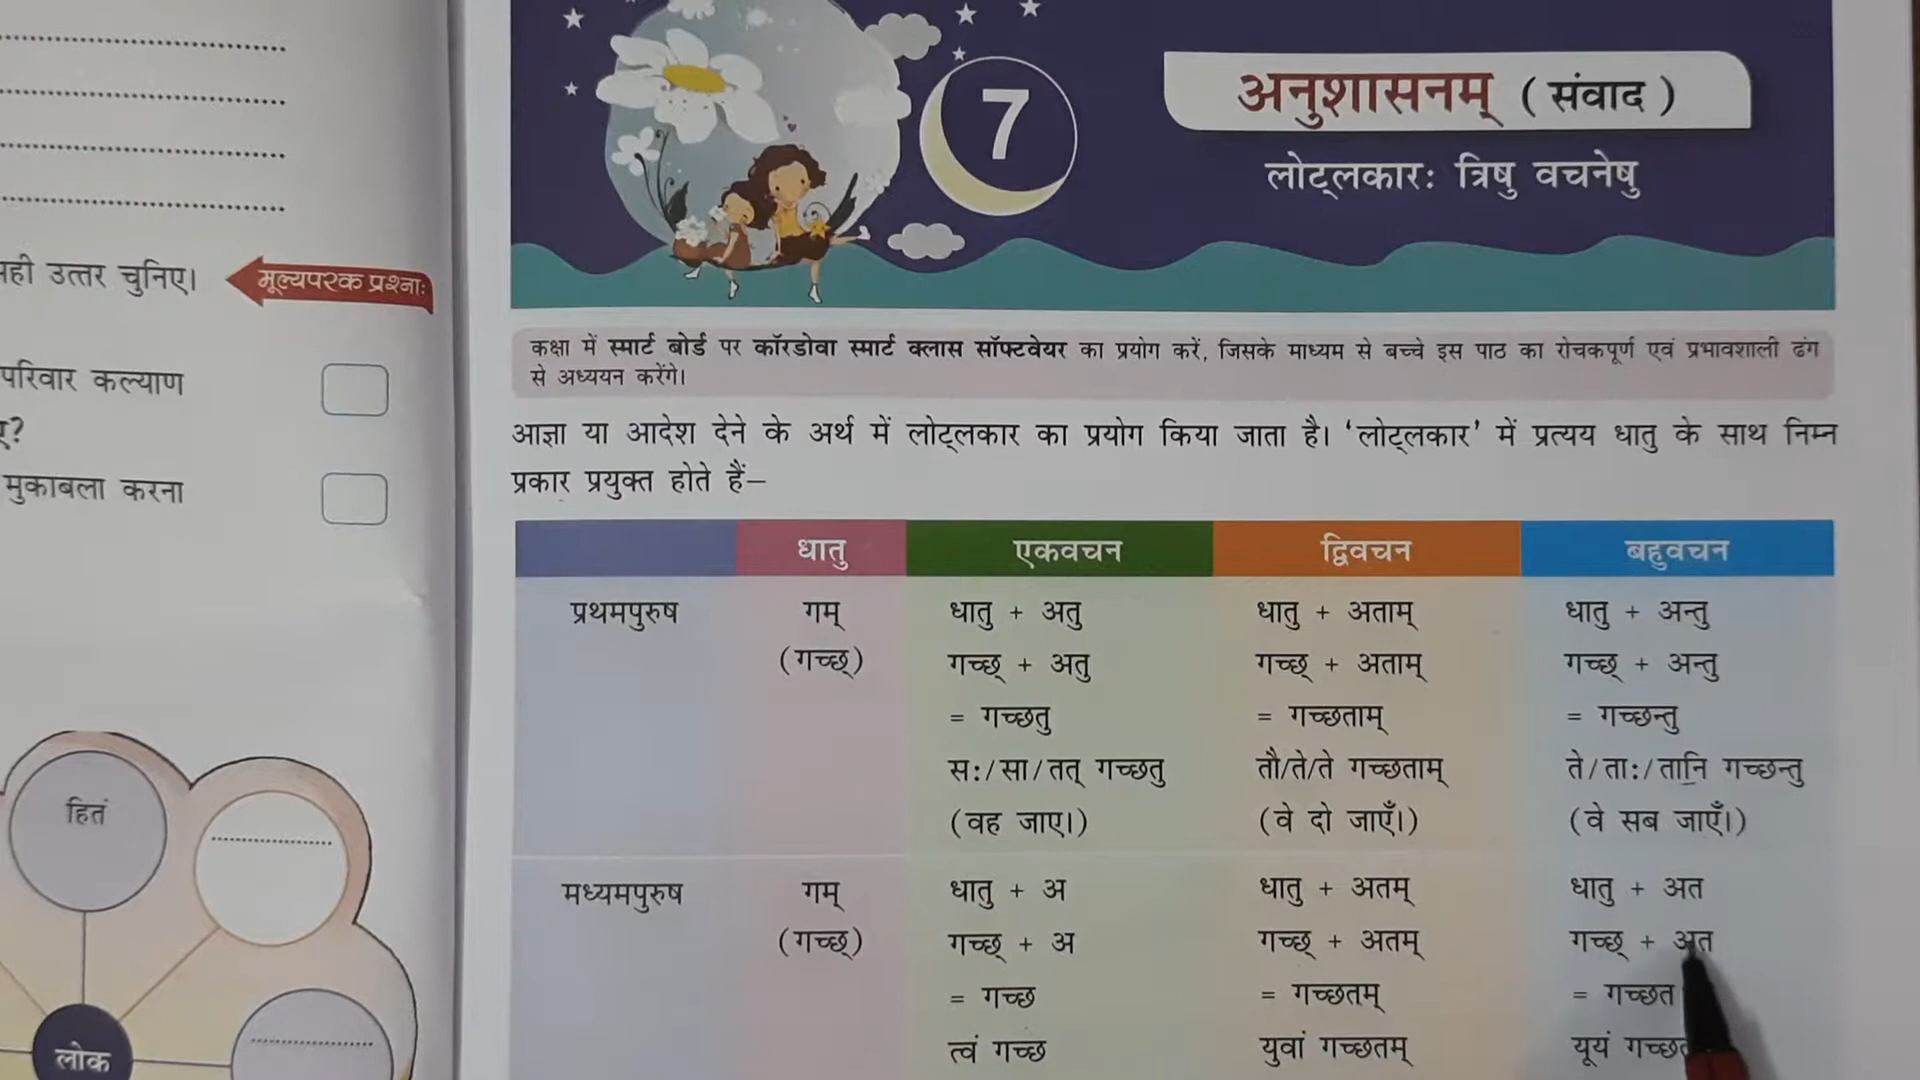 ही उत्तर चुनिए।
मूल्यपरक प्रश्नाः
परिवार कल्याण
मुकाबला करना
हितं
लोक
7
अनुशासनम् (संवाद)
लोट्लकारः त्रिषु वचनेषु
कक्षा में स्मार्ट बोर्ड पर कॉरडोवा स्मार्ट क्लास सॉफ्टवेयर का प्रयोग करें, जिसके माध्यम से बच्चे इस पाठ का रोचकपूर्ण एवं प्रभावशाली ढंग
से अध्ययन करेंगे।
आज्ञा या आदेश देने के अर्थ में लोट्लकार का प्रयोग किया जाता है। ‘लोट्लकार’ में प्रत्यय धातु के साथ निम्न
प्रकार प्रयुक्त होते हैं–
धातु एकवचन द्विवचन बहुवचन
प्रथमपुरुष गम् धातु + अतु धातु + अताम् धातु + अन्तु
(गच्छ्) गच्छ् + अतु गच्छ् + अताम् गच्छ् + अन्तु
= गच्छतु = गच्छताम् = गच्छन्तु
सः/सा/तत् गच्छतु तौ/ते/ते गच्छताम् ते/ताः/तानि गच्छन्तु
(वह जाए।) (वे दो जाएँ।) (वे सब जाएँ।)
मध्यमपुरुष गम् धातु + अ धातु + अतम् धातु + अत
(गच्छ्) गच्छ् + अ गच्छ् + अतम् गच्छ् + अत
= गच्छ = गच्छतम् = गच्छत
त्वं गच्छ युवां गच्छतम् यूयं